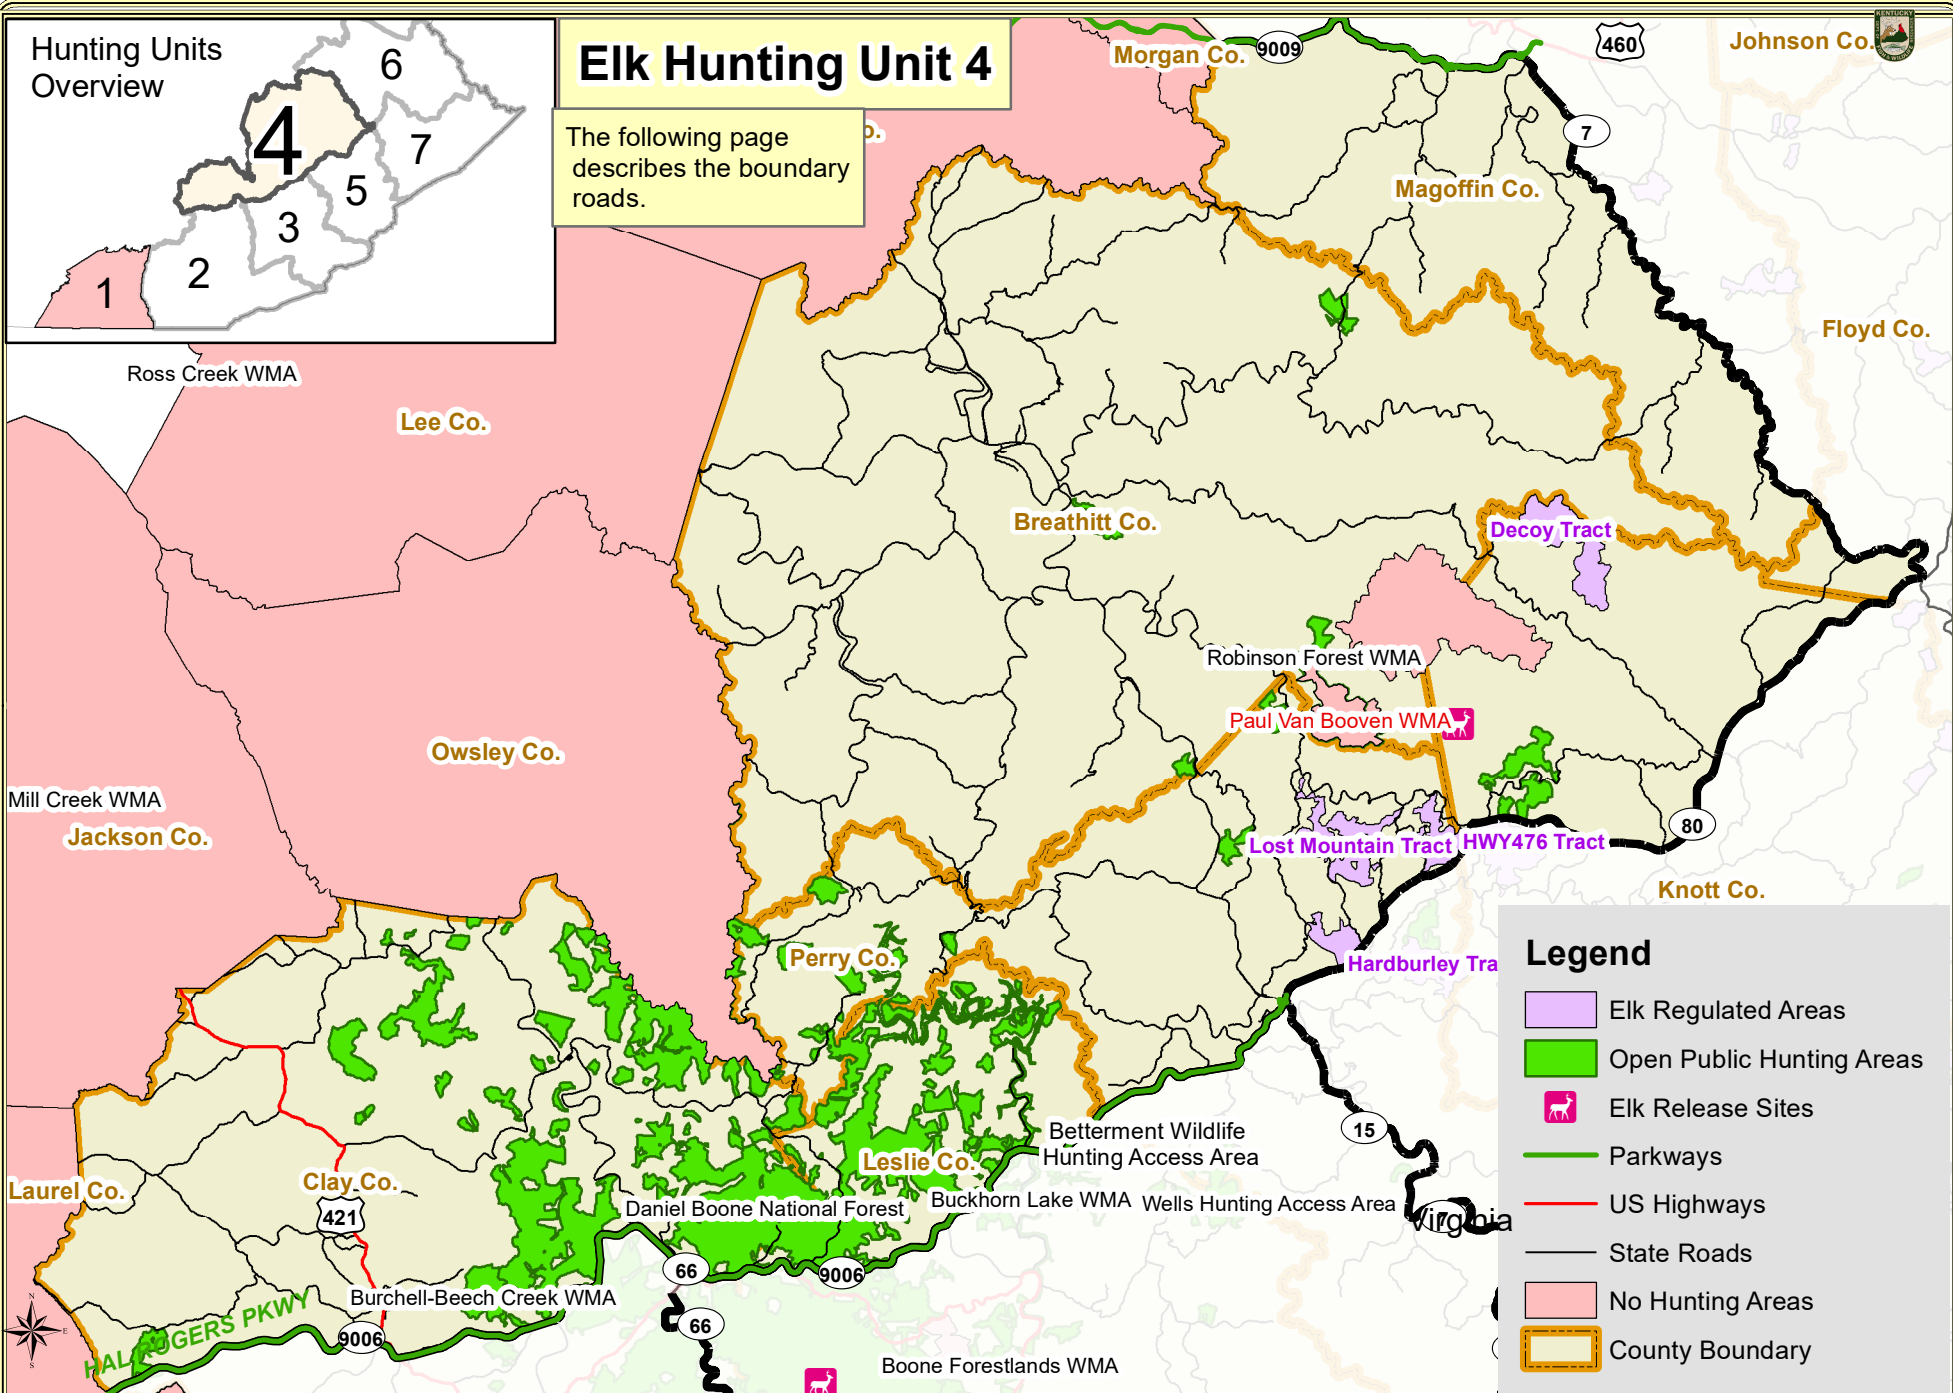 Hunting Units
Overview
6
4
7
5
3
2
1
Elk Hunting Unit 4
The following page
describes the boundary
roads.
o.
Morgan Co.
9009
460
Johnson Co.
KENTUCKY
7
Magoffin Co.
Floyd Co.
Ross Creek WMA
Lee Co.
Breathitt Co.
Decoy Tract
Robinson Forest WMA
Paul Van Booven WMA
Owsley Co.
Mill Creek WMA
Jackson Co.
80
Lost Mountain Tract
HWY476 Tract
Knott Co.
Perry Co.
Hardburley Tra
15
Betterment Wildlife
Hunting Access Area
Leslie Co.
Laurel Co.
Clay Co.
421
Daniel Boone National Forest
Buckhorn Lake WMA
Wells Hunting Access Area
Virginia
7
66
9006
Burchell-Beech Creek WMA
HAL ROGERS PKWY
9006
66
Boone Forestlands WMA
N
E
S
Legend
Elk Regulated Areas
Open Public Hunting Areas
Elk Release Sites
Parkways
US Highways
State Roads
No Hunting Areas
County Boundary